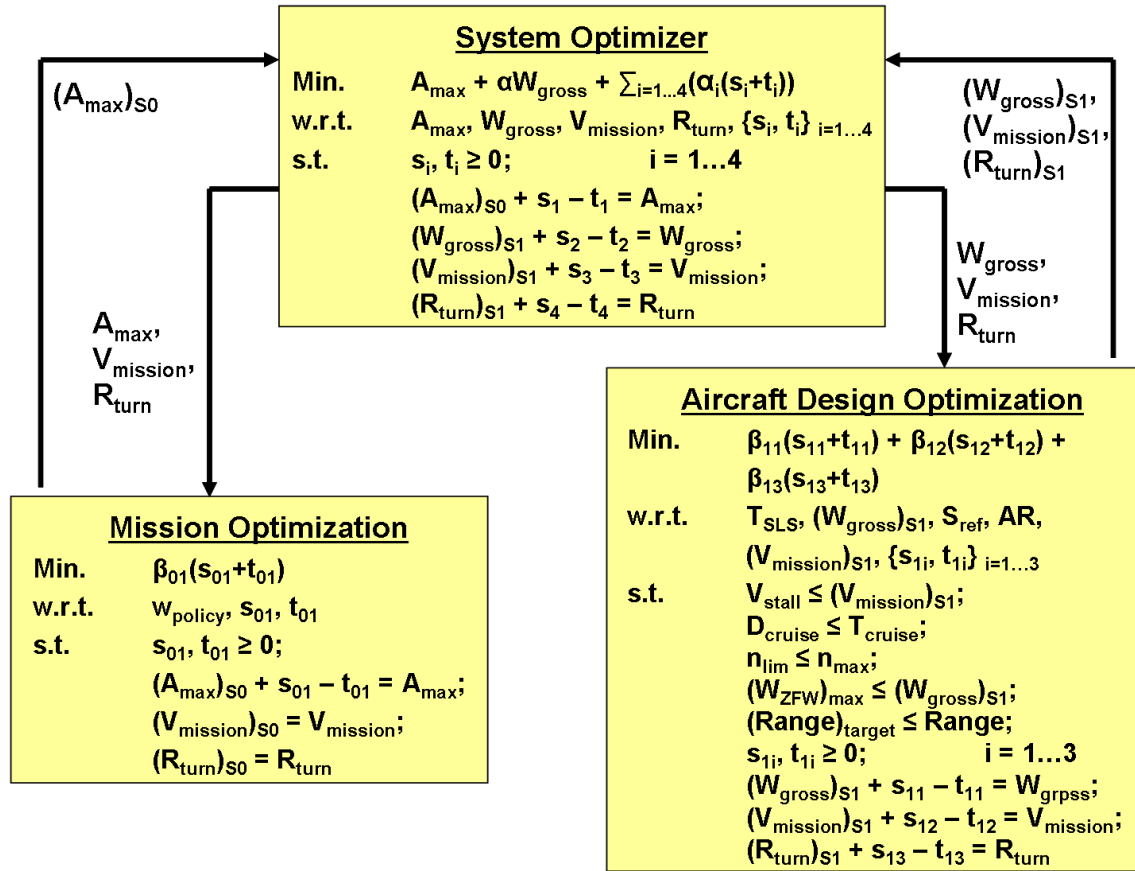 System Optimizer
Min. A_max + αW_gross + ∑_i=1...4(α_i(s_i+t_i))
w.r.t. A_max, W_gross, V_mission, R_turn, {s_i, t_i} _i=1...4
s.t. s_i, t_i ≥ 0; i = 1...4
(A_max)_S0 + s_1 – t_1 = A_max;
(W_gross)_S1 + s_2 – t_2 = W_gross;
(V_mission)_S1 + s_3 – t_3 = V_mission;
(R_turn)_S1 + s_4 – t_4 = R_turn
(A_max)_S0
(W_gross)_S1,
(V_mission)_S1,
(R_turn)_S1
A_max,
V_mission,
R_turn
W_gross,
V_mission,
R_turn
Mission Optimization
Min. β_01(s_01+t_01)
w.r.t. w_policy, s_01, t_01
s.t. s_01, t_01 ≥ 0;
(A_max)_S0 + s_01 – t_01 = A_max;
(V_mission)_S0 = V_mission;
(R_turn)_S0 = R_turn
Aircraft Design Optimization
Min. β_11(s_11+t_11) + β_12(s_12+t_12) +
β_13(s_13+t_13)
w.r.t. T_SLS, (W_gross)_S1, S_ref, AR,
(V_mission)_S1, {s_1i, t_1i} _i=1...3
s.t. V_stall ≤ (V_mission)_S1;
D_cruise ≤ T_cruise;
n_lim ≤ n_max;
(W_ZFW)_max ≤ (W_gross)_S1;
(Range)_target ≤ Range;
s_1i, t_1i ≥ 0; i = 1...3
(W_gross)_S1 + s_11 – t_11 = W_grpss;
(V_mission)_S1 + s_12 – t_12 = V_mission;
(R_turn)_S1 + s_13 – t_13 = R_turn